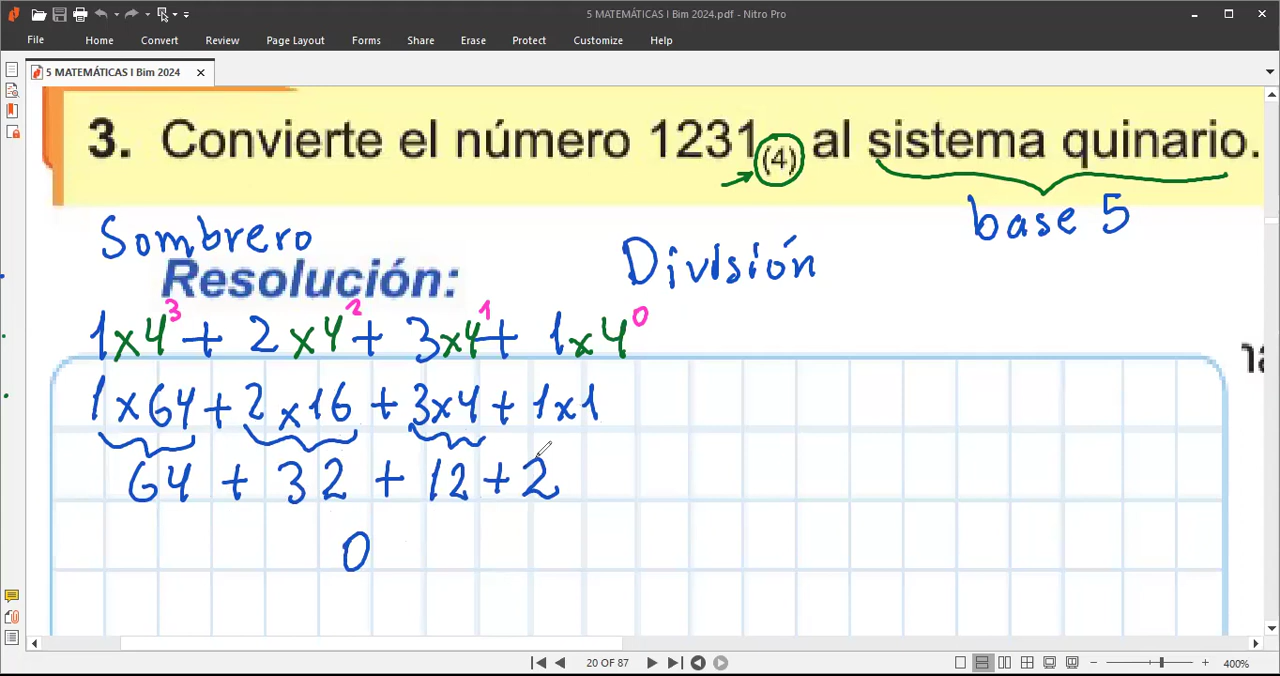 5 MATEMÁTICAS I Bim 2024.pdf - Nitro Pro
File Home Convert Review Page Layout Forms Share Erase Protect Customize Help
5 MATEMÁTICAS I Bim 2024
3. Convierte el número 1231(4) al sistema quinario.
base 5
Sombrero
División
Resolución:
1x4³ + 2x4² + 3x4¹ + 1x4⁰
1x64 + 2x16 + 3x4 + 1x1
64 + 32 + 12 + 2
0
20 OF 87
400%